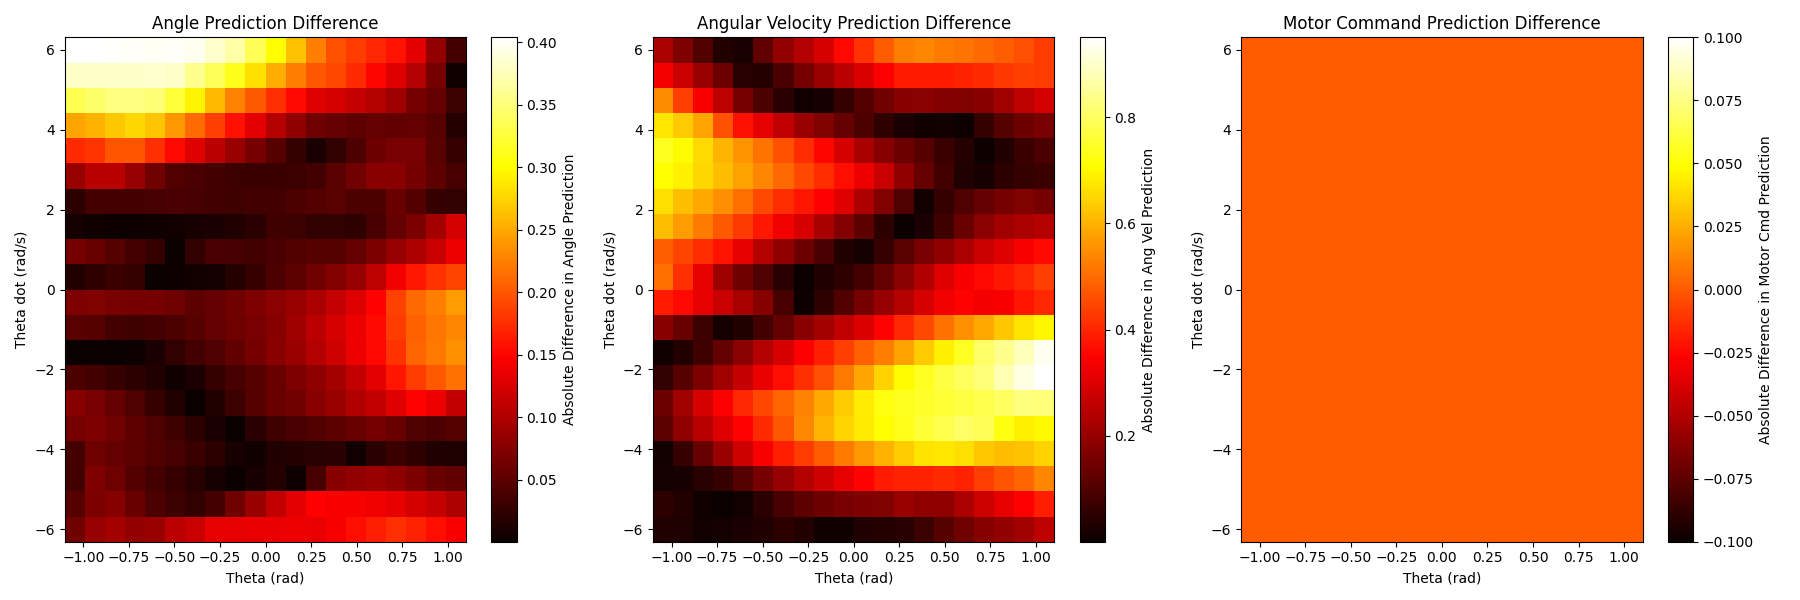 Angle Prediction Difference
6
4
2
0
−2
−4
−6
Theta dot (rad/s)
−1.00 −0.75 −0.50 −0.25 0.00 0.25 0.50 0.75 1.00
Theta (rad)
0.40
0.35
0.30
0.25
0.20
0.15
0.10
0.05
Absolute Difference in Angle Prediction
Angular Velocity Prediction Difference
6
4
2
0
−2
−4
−6
Theta dot (rad/s)
−1.00 −0.75 −0.50 −0.25 0.00 0.25 0.50 0.75 1.00
Theta (rad)
0.8
0.6
0.4
0.2
Absolute Difference in Ang Vel Prediction
Motor Command Prediction Difference
6
4
2
0
−2
−4
−6
Theta dot (rad/s)
−1.00 −0.75 −0.50 −0.25 0.00 0.25 0.50 0.75 1.00
Theta (rad)
0.100
0.075
0.050
0.025
0.000
−0.025
−0.050
−0.075
−0.100
Absolute Difference in Motor Cmd Prediction